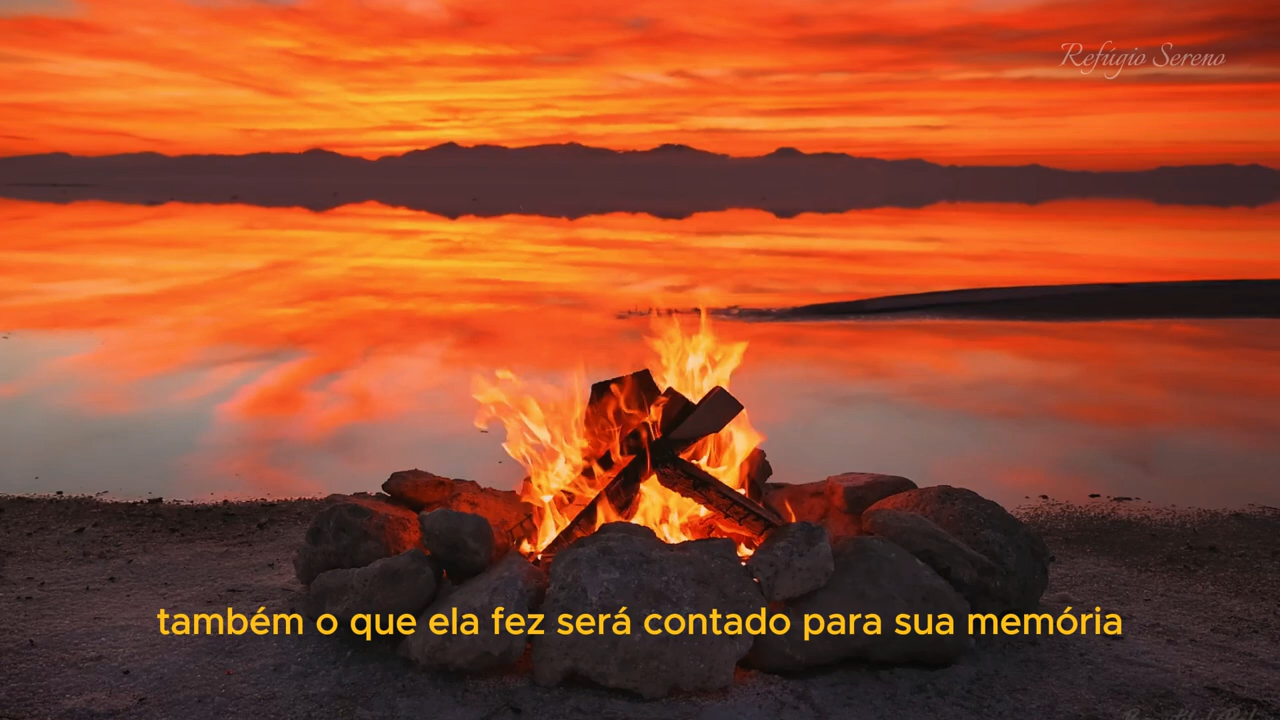 Refúgio Sereno
também o que ela fez será contado para sua memória